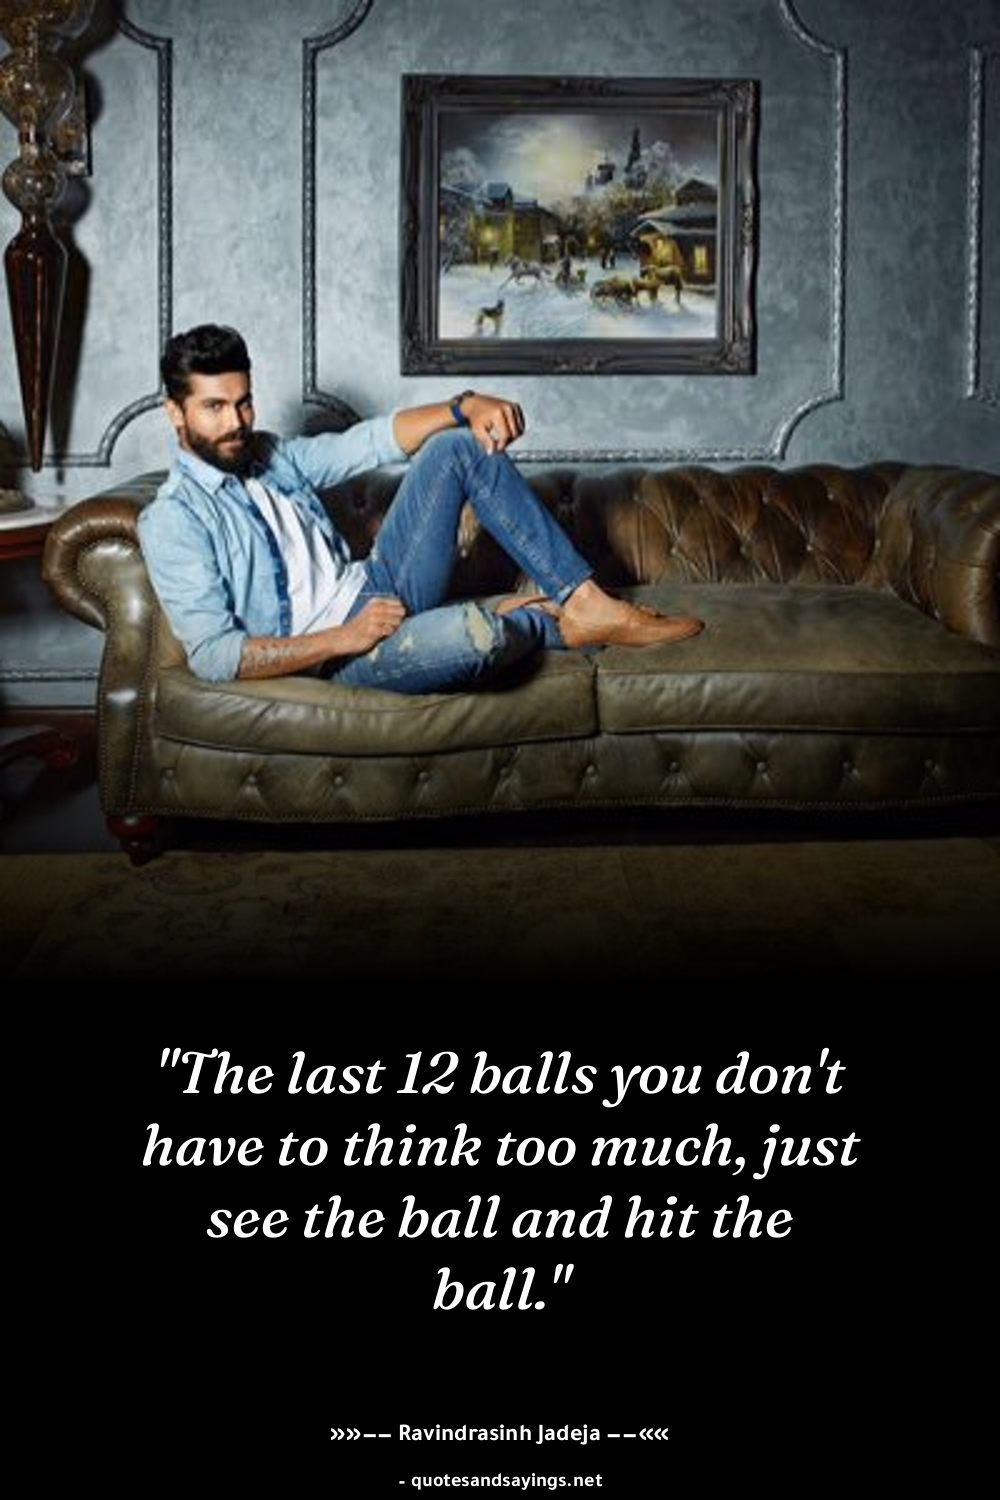 "The last 12 balls you don't
have to think too much, just
see the ball and hit the
ball."
»»−− Ravindrasinh Jadeja −−««
- quotesandsayings.net